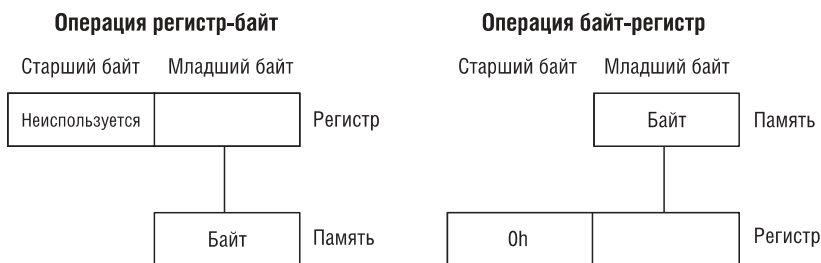 Операция регистр-байт
Старший байт Младший байт
Неиспользуется
Регистр
Байт
Память
Операция байт-регистр
Старший байт Младший байт
Байт
Память
0h
Регистр